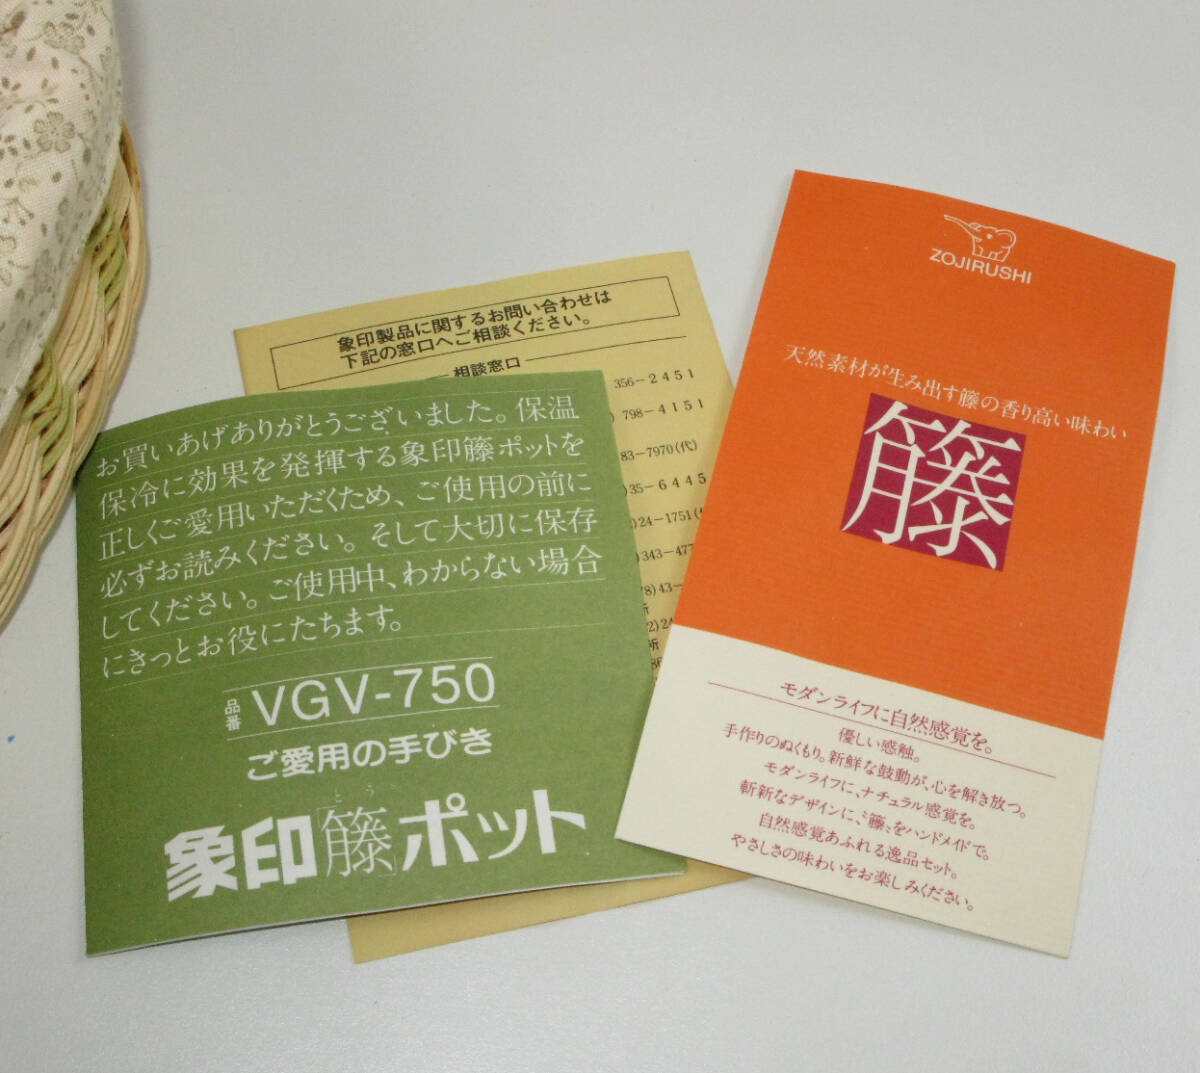 お買いあげありがとうございました。保温
保冷に効果を発揮する象印籐ポットを
正しくご愛用いただくため、ご使用の前に
必ずお読みください。そして大切に保存
してください。ご使用中、わからない場合
にきっとお役にたちます。
品番 VGV-750
ご愛用の手びき
とう
象印「籐」ポット
象印製品に関するお問い合わせは
下記の窓口へご相談ください。
相談窓口
356-2451
798-4151
83-7970(代)
)35-6445
)24-1751(
)343-477
78)43-
所
2)24
所
86
ZOJIRUSHI
天然素材が生み出す籐の香り高い味わい
籐
モダンライフに自然感覚を。
優しい感触。
手作りのぬくもり。新鮮な鼓動が、心を解き放つ。
モダンライフに、ナチュラル感覚を。
斬新なデザインに、〝籐〟をハンドメイドで。
自然感覚あふれる逸品セット。
やさしさの味わいをお楽しみください。